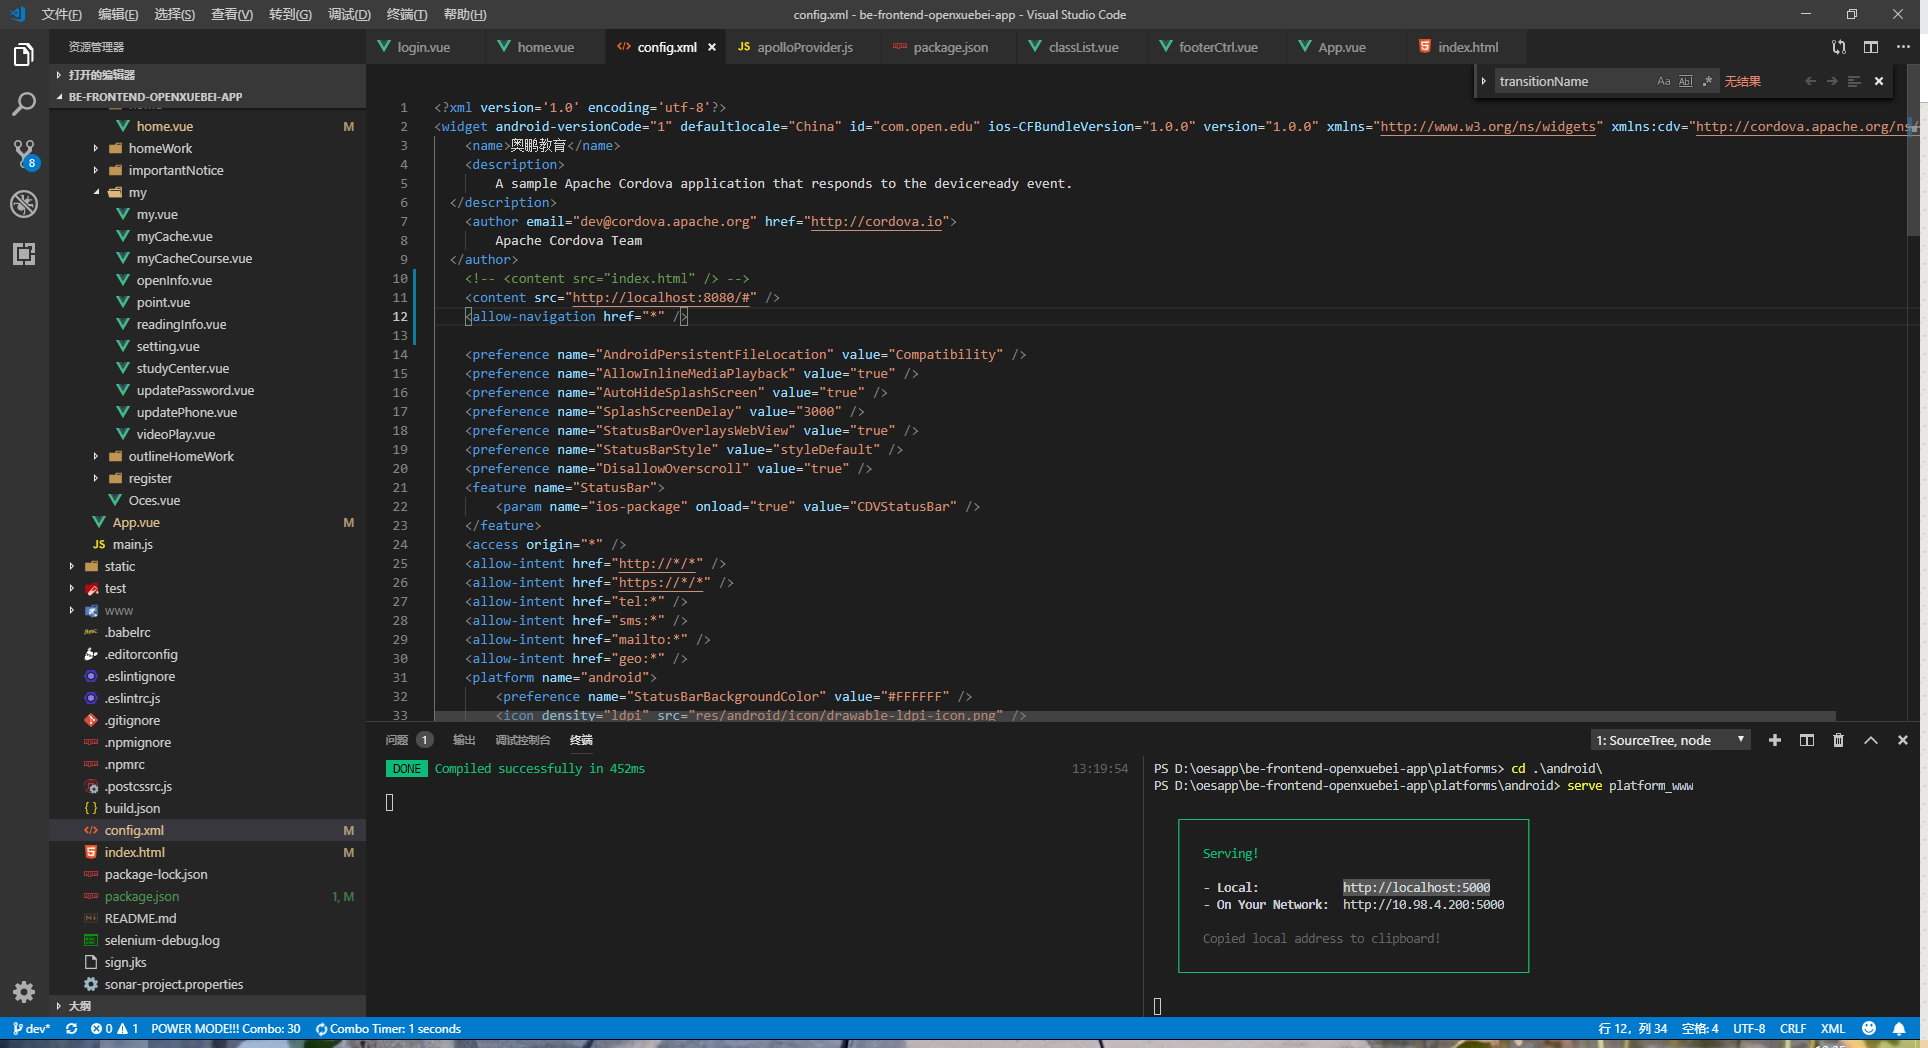 文件(F) 编辑(E) 选择(S) 查看(V) 转到(G) 调试(D) 终端(T) 帮助(H)
config.xml - be-frontend-openxuebei-app - Visual Studio Code
资源管理器
login.vue home.vue config.xml apolloProvider.js package.json classList.vue footerCtrl.vue App.vue index.html
transitionName Aa Abl .* 无结果
打开的编辑器
BE-FRONTEND-OPENXUEBEI-APP
home.vue M
homeWork
importantNotice
my
my.vue
myCache.vue
myCacheCourse.vue
openInfo.vue
point.vue
readingInfo.vue
setting.vue
studyCenter.vue
updatePassword.vue
updatePhone.vue
videoPlay.vue
outlineHomeWork
register
Oces.vue
App.vue M
JS main.js
static
test
www
.babelrc
.editorconfig
.eslintignore
.eslintrc.js
.gitignore
.npmignore
.npmrc
.postcssrc.js
build.json
config.xml M
index.html M
package-lock.json
package.json 1, M
README.md
selenium-debug.log
sign.jks
sonar-project.properties
大纲
8
1 <?xml version='1.0' encoding='utf-8'?>
2 <widget android-versionCode="1" defaultlocale="China" id="com.open.edu" ios-CFBundleVersion="1.0.0" version="1.0.0" xmlns="http://www.w3.org/ns/widgets" xmlns:cdv="http://cordova.apache.org/ns/
3 <name>奥鹏教育</name>
4 <description>
5 A sample Apache Cordova application that responds to the deviceready event.
6 </description>
7 <author email="dev@cordova.apache.org" href="http://cordova.io">
8 Apache Cordova Team
9 </author>
10 <!-- <content src="index.html" /> -->
11 <content src="http://localhost:8080/#" />
12 <allow-navigation href="*" />
13
14 <preference name="AndroidPersistentFileLocation" value="Compatibility" />
15 <preference name="AllowInlineMediaPlayback" value="true" />
16 <preference name="AutoHideSplashScreen" value="true" />
17 <preference name="SplashScreenDelay" value="3000" />
18 <preference name="StatusBarOverlaysWebView" value="true" />
19 <preference name="StatusBarStyle" value="styleDefault" />
20 <preference name="DisallowOverscroll" value="true" />
21 <feature name="StatusBar">
22 <param name="ios-package" onload="true" value="CDVStatusBar" />
23 </feature>
24 <access origin="*" />
25 <allow-intent href="http://*/*" />
26 <allow-intent href="https://*/*" />
27 <allow-intent href="tel:*" />
28 <allow-intent href="sms:*" />
29 <allow-intent href="mailto:*" />
30 <allow-intent href="geo:*" />
31 <platform name="android">
32 <preference name="StatusBarBackgroundColor" value="#FFFFFF" />
33 <icon density="ldpi" src="res/android/icon/drawable-ldpi-icon.png" />
问题 1 输出 调试控制台 终端
1: SourceTree, node
DONE Compiled successfully in 452ms 13:19:54
PS D:\oesapp\be-frontend-openxuebei-app\platforms> cd .\android\
PS D:\oesapp\be-frontend-openxuebei-app\platforms\android> serve platform_www
Serving!
- Local: http://localhost:5000
- On Your Network: http://10.98.4.200:5000
Copied local address to clipboard!
dev* 0 1 POWER MODE!!! Combo: 30 Combo Timer: 1 seconds
行 12，列 34 空格: 4 UTF-8 CRLF XML